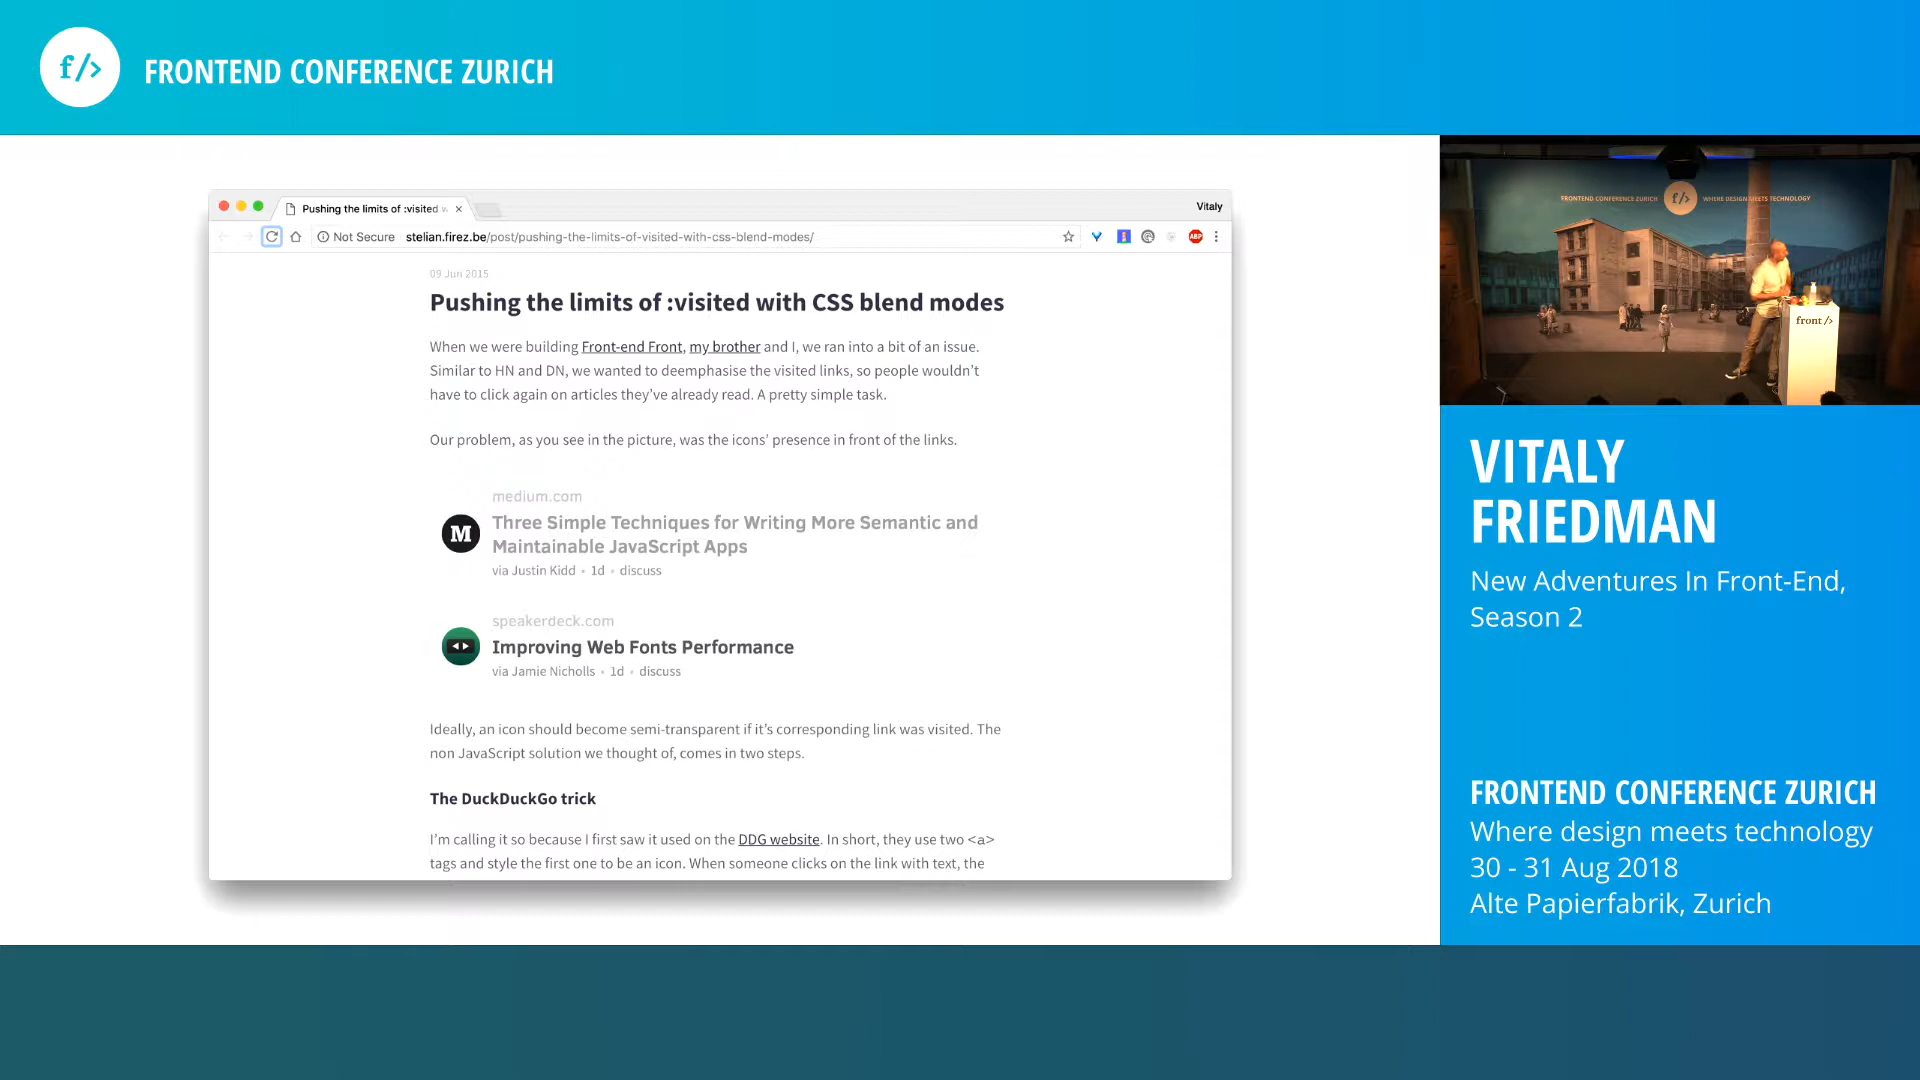 f/>
FRONTEND CONFERENCE ZURICH
Pushing the limits of :visited
Vitaly
Not Secure
stelian.firez.be/post/pushing-the-limits-of-visited-with-css-blend-modes/
ABP
09 Jun 2015
Pushing the limits of :visited with CSS blend modes
When we were building Front-end Front, my brother and I, we ran into a bit of an issue.
Similar to HN and DN, we wanted to deemphasise the visited links, so people wouldn't
have to click again on articles they've already read. A pretty simple task.
Our problem, as you see in the picture, was the icons' presence in front of the links.
medium.com
M
Three Simple Techniques for Writing More Semantic and
Maintainable JavaScript Apps
via Justin Kidd • 1d • discuss
speakerdeck.com
Improving Web Fonts Performance
via Jamie Nicholls • 1d • discuss
Ideally, an icon should become semi-transparent if it's corresponding link was visited. The
non JavaScript solution we thought of, comes in two steps.
The DuckDuckGo trick
I'm calling it so because I first saw it used on the DDG website. In short, they use two <a>
tags and style the first one to be an icon. When someone clicks on the link with text, the
FRONTEND CONFERENCE ZURICH f/> WHERE DESIGN MEETS TECHNOLOGY
front/>
VITALY
FRIEDMAN
New Adventures In Front-End,
Season 2
FRONTEND CONFERENCE ZURICH
Where design meets technology
30 - 31 Aug 2018
Alte Papierfabrik, Zurich